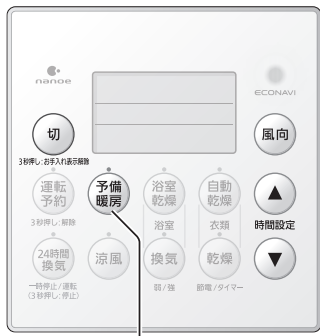 nanoe
ECONAVI
切
風向
3秒押し:お手入れ表示解除
運転
予約
予備
暖房
浴室
乾燥
自動
乾燥
3秒押し:解除
浴室
衣類
時間設定
24時間
換気
涼風
換気
乾燥
一時停止/運転
(3秒押し:停止)
弱/強
節電/タイマー